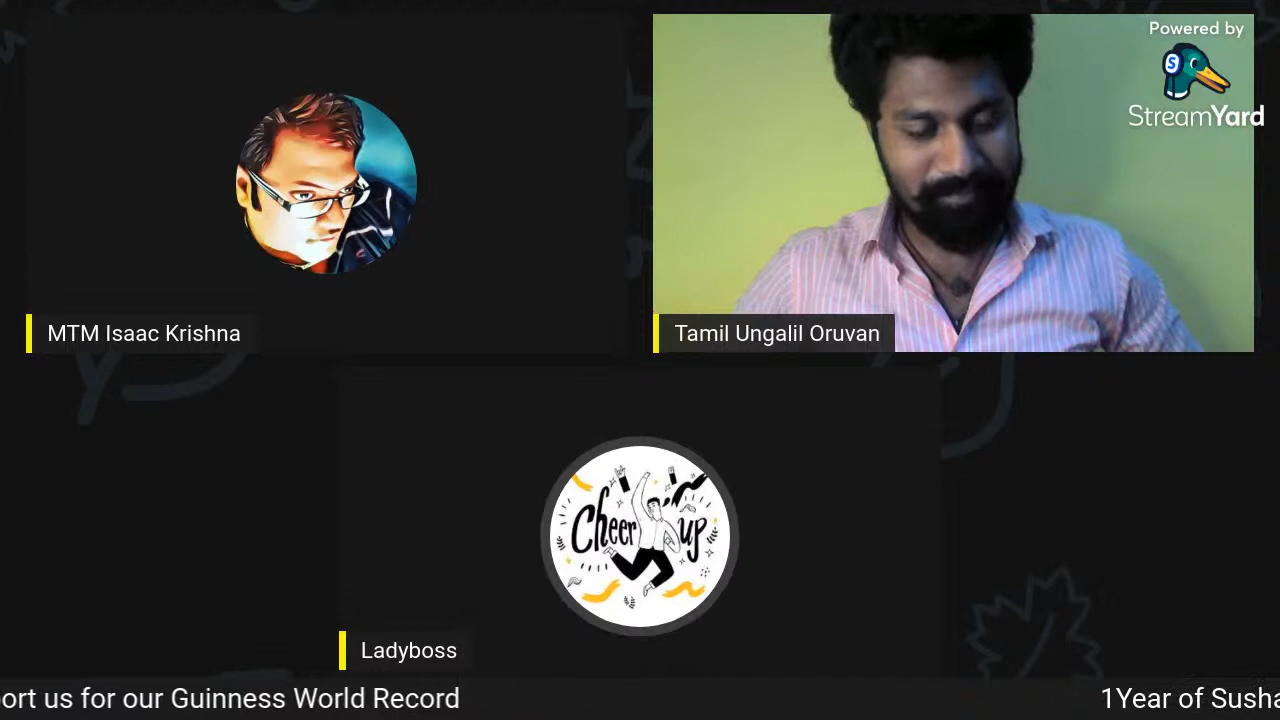 Powered by
StreamYard
MTM Isaac Krishna
Tamil Ungalil Oruvan
Cheer up
Ladyboss
ort us for our Guinness World Record
1Year of Susha